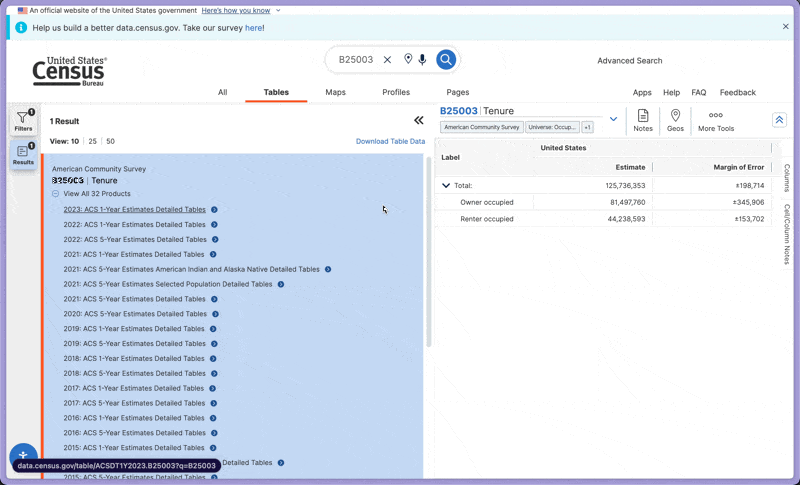 An official website of the United States government Here's how you know
Help us build a better data.census.gov. Take our survey here!
United States®
Census
Bureau
B25003
Advanced Search
All Tables Maps Profiles Pages
Apps Help FAQ Feedback
1
Filters
1
Results
1 Result
View: 10 25 50
Download Table Data
American Community Survey
B25003 Tenure
View All 32 Products
2023: ACS 1-Year Estimates Detailed Tables
2022: ACS 1-Year Estimates Detailed Tables
2022: ACS 5-Year Estimates Detailed Tables
2021: ACS 1-Year Estimates Detailed Tables
2021: ACS 5-Year Estimates American Indian and Alaska Native Detailed Tables
2021: ACS 5-Year Estimates Selected Population Detailed Tables
2021: ACS 5-Year Estimates Detailed Tables
2020: ACS 5-Year Estimates Detailed Tables
2019: ACS 1-Year Estimates Detailed Tables
2019: ACS 5-Year Estimates Detailed Tables
2018: ACS 1-Year Estimates Detailed Tables
2018: ACS 5-Year Estimates Detailed Tables
2017: ACS 1-Year Estimates Detailed Tables
2017: ACS 5-Year Estimates Detailed Tables
2016: ACS 1-Year Estimates Detailed Tables
2016: ACS 5-Year Estimates Detailed Tables
2015: ACS 1-Year Estimates Detailed Tables
Detailed Tables
2015: ACS 5-Year Estimates Detailed Tables
data.census.gov/table/ACSDT1Y2023.B25003?q=B25003
B25003 Tenure
American Community Survey Universe: Occup... +1
Notes Geos More Tools
United States
Label Estimate Margin of Error
Total: 125,736,353 ±198,714
Owner occupied 81,497,760 ±345,906
Renter occupied 44,238,593 ±153,702
Columns
Cell/Column Notes